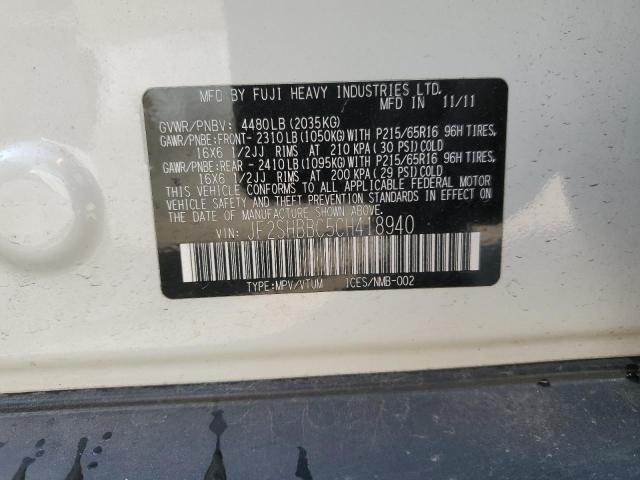 MFD BY FUJI HEAVY INDUSTRIES LTD.
MFD IN 11/11
GVWR/PNBV: 4480LB (2035KG)
GAWR/PNBE:FRONT- 2310LB (1050KG) WITH P215/65R16 96H TIRES,
16X6 1/2JJ RIMS AT 210 KPA (30 PSI) COLD
GAWR/PNBE:REAR -2410LB (1095KG) WITH P215/65R16 96H TIRES,
16X6 1/2JJ RIMS AT 200 KPA (29 PSI) COLD
THIS VEHICLE CONFORMS TO ALL APPLICABLE FEDERAL MOTOR
VEHICLE SAFETY AND THEFT PREVENTION STANDARDS IN EFFECT ON
THE DATE OF MANUFACTURE SHOWN ABOVE.
VIN: JF2SHBBC5CH418940
TYPE:MPV/VTUM ICES/NMB-002